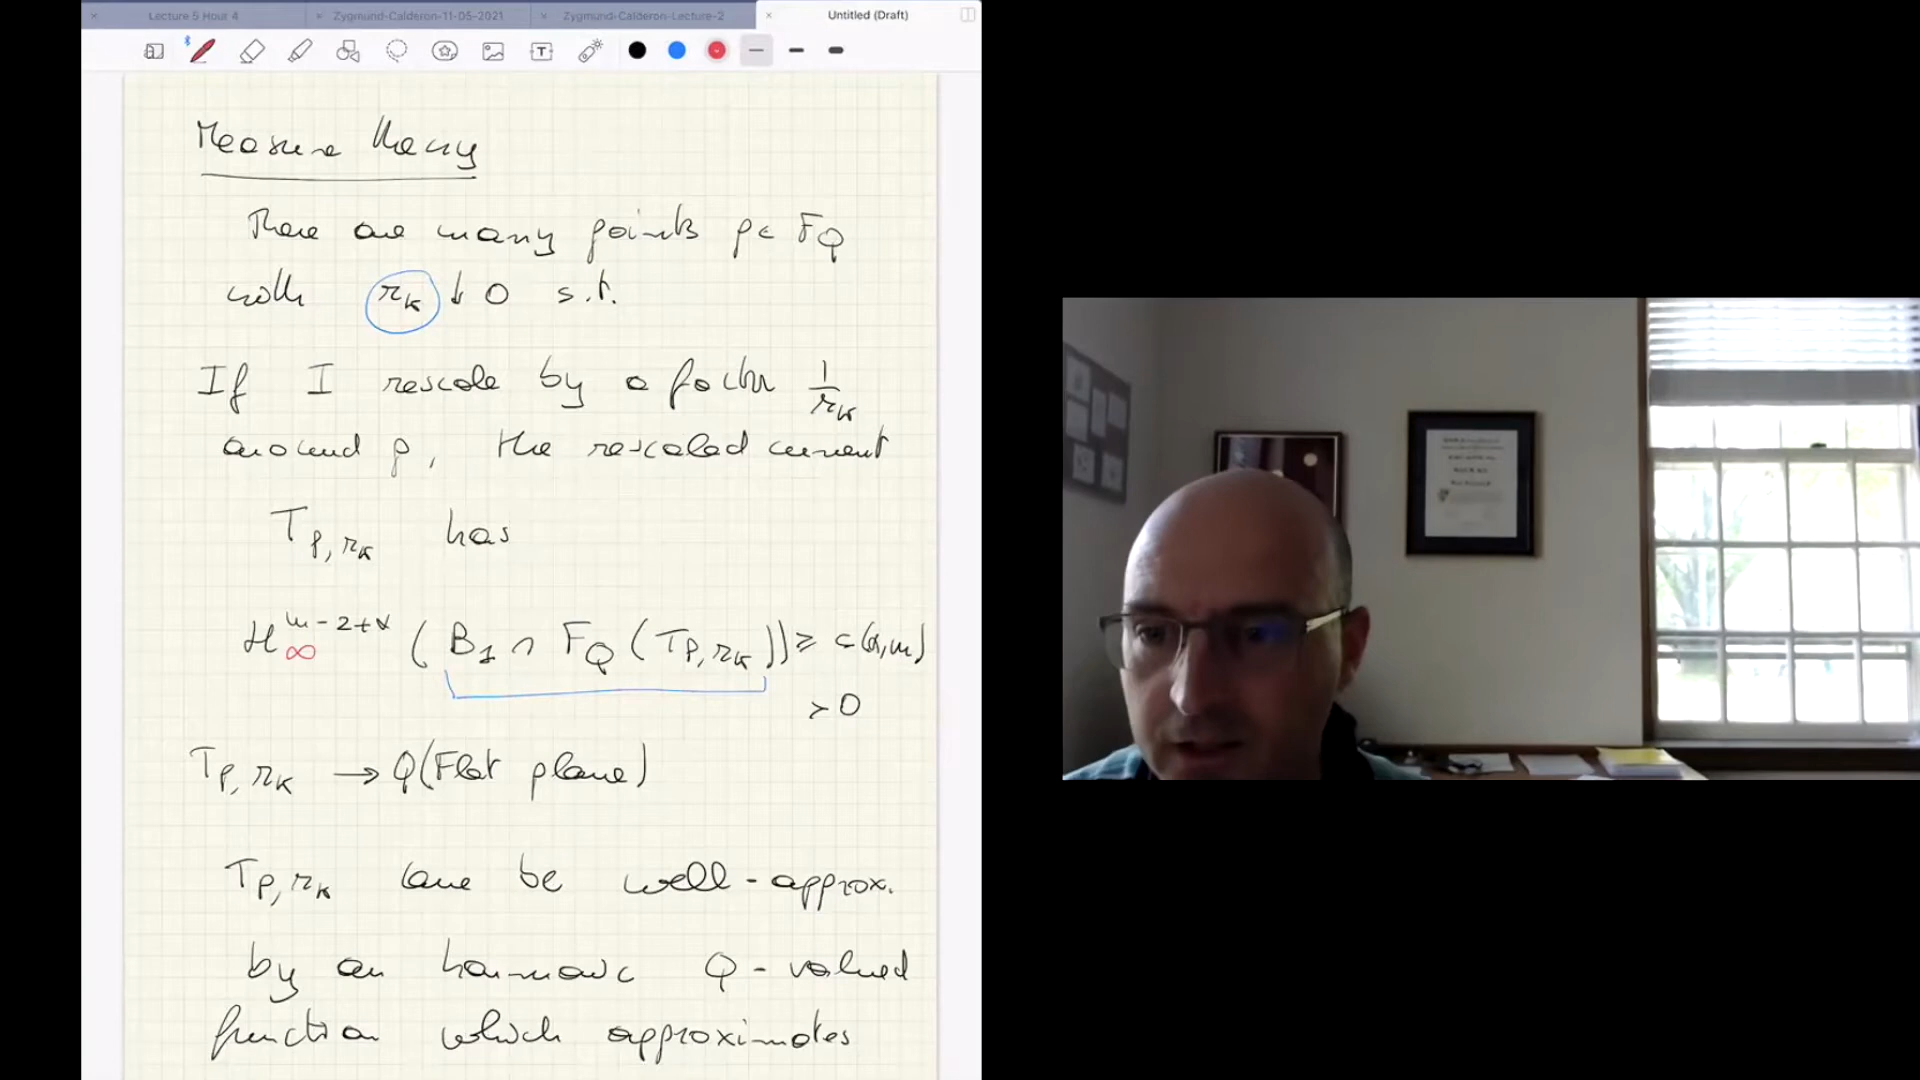 Lecture 5 Hour 4
Zygmund-Calderon-11-05-2021
Zygmund-Calderon-Lecture-2
Untitled (Draft)
Measure theory
There are many points p ∈ F_Q
with r_k ↓ 0 s.t.
If I rescale by a factor 1/r_k
around p, the rescaled current
T_{p,r_k} has
H^{m-2+α}_∞ (B_1 ∩ F_Q (T_{p,r_k})) ≥ c(α,m)
> 0
T_{p,r_k} → Q(Flat plane)
T_{p,r_k} can be well-approx.
by an harmonic Q-valued
function which approximates